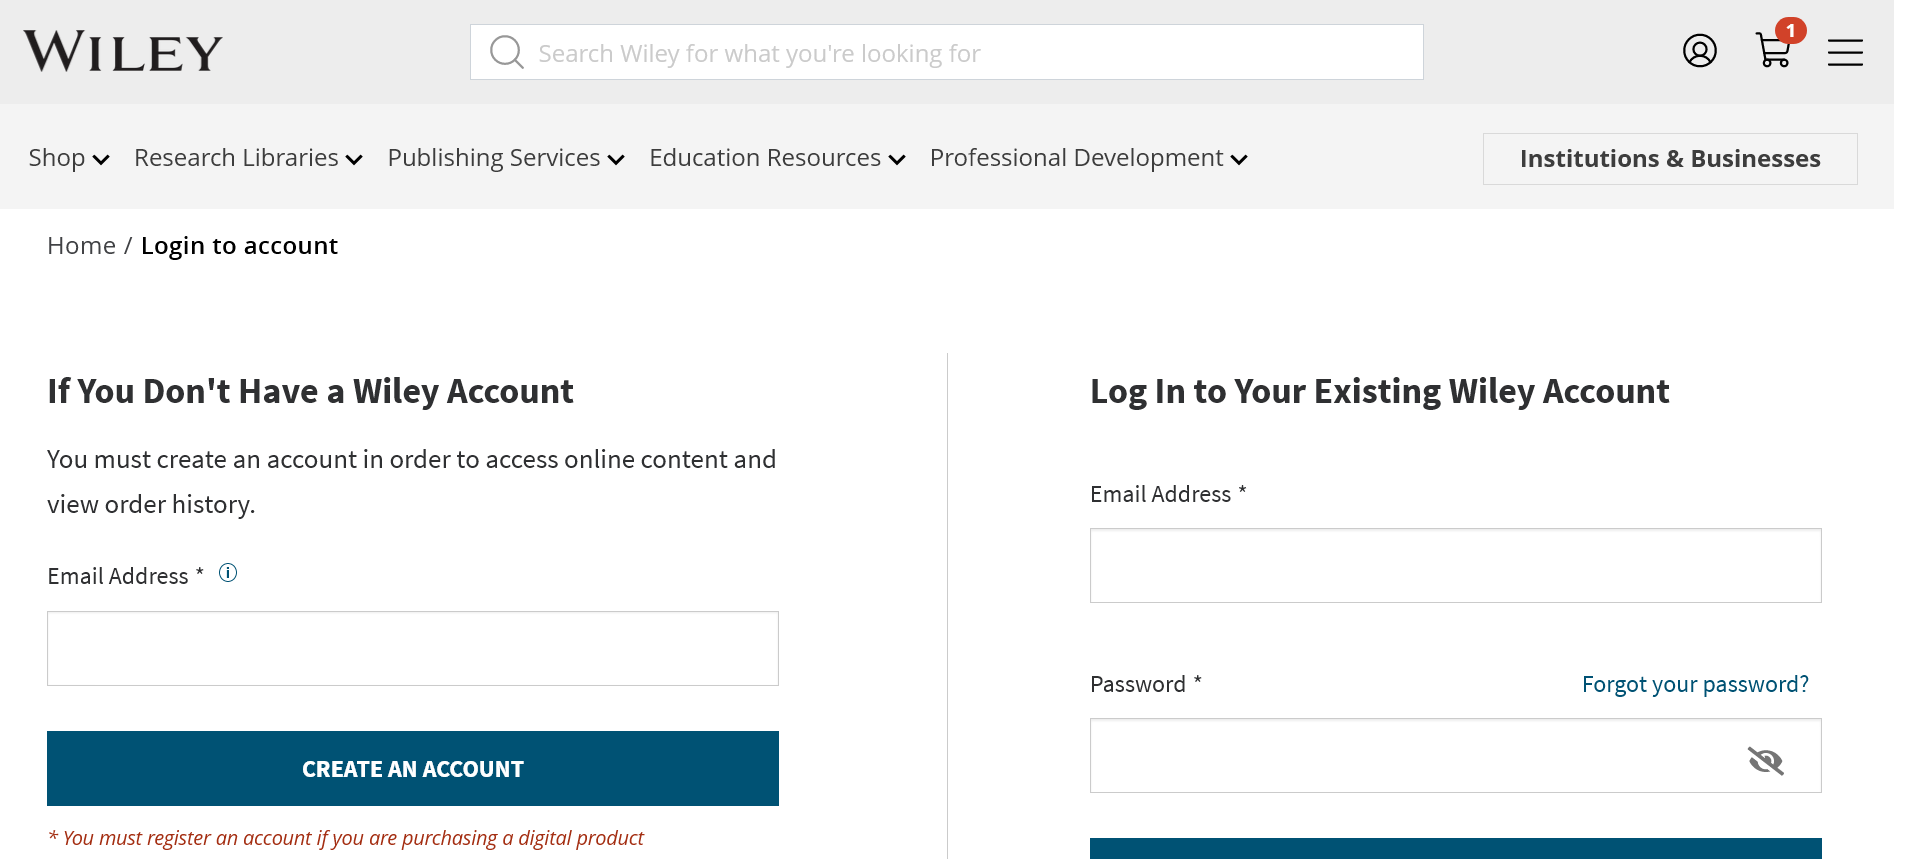 WILEY
Search Wiley for what you're looking for
1
Shop
Research Libraries
Publishing Services
Education Resources
Professional Development
Institutions & Businesses
Home / Login to account
If You Don't Have a Wiley Account
You must create an account in order to access online content and
view order history.
Email Address *
CREATE AN ACCOUNT
* You must register an account if you are purchasing a digital product
Log In to Your Existing Wiley Account
Email Address *
Password *
Forgot your password?